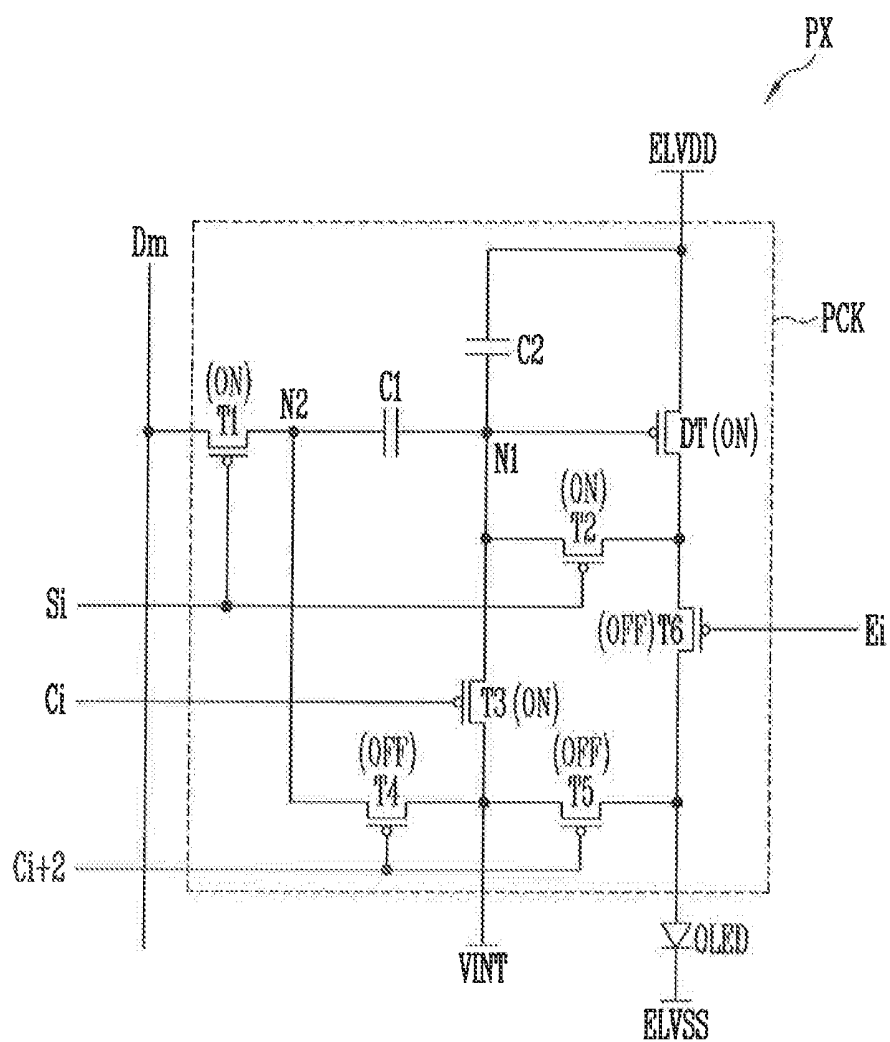 PX
ELVDD
Dm
PCK
C2
(ON)
T1
N2
C1
N1
DT (ON)
(ON)
T2
Si
(OFF) T6
Ei
Ci
T3 (ON)
(OFF)
T4
(OFF)
T5
Ci+2
OLED
VINT
ELVSS